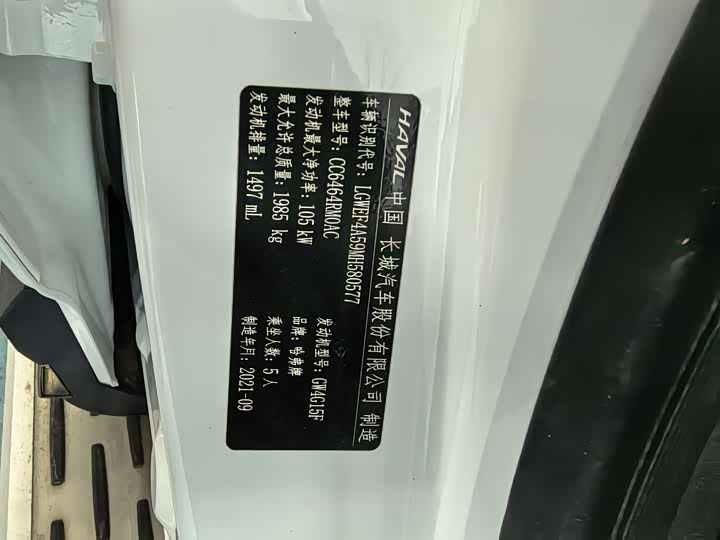 HAVAL 中国 长城汽车股份有限公司 制造
车辆识别代号：LGWEF4A59MH580577
整车型号：CC6464RM0AC 发动机型号：GW4G15F
发动机最大净功率：105 kW 品牌：哈弗牌
最大允许总质量：1985 kg 乘坐人数：5人
发动机排量：1497 mL 制造年月：2021-09